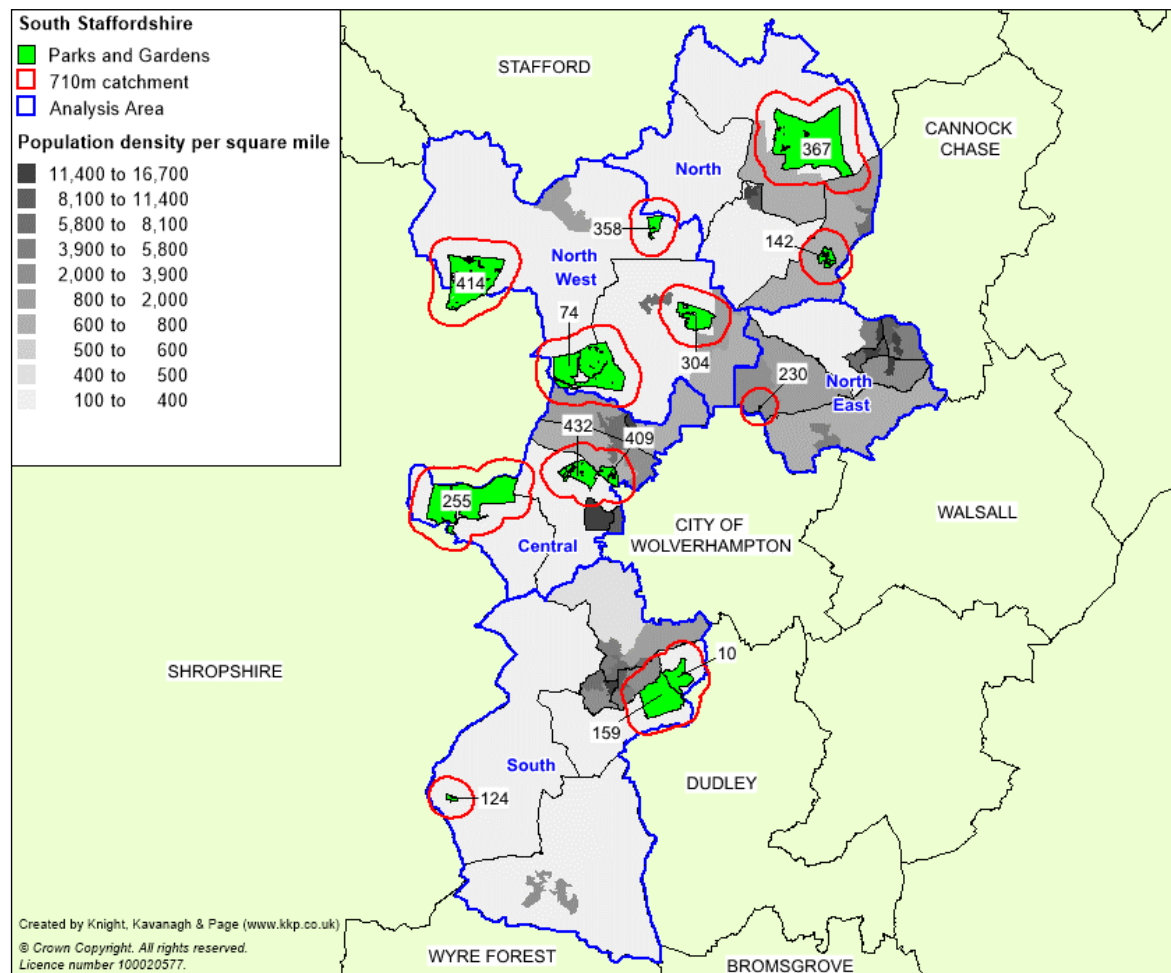 South Staffordshire
Parks and Gardens
710m catchment
Analysis Area
Population density per square mile
11,400 to 16,700
8,100 to 11,400
5,800 to 8,100
3,900 to 5,800
2,000 to 3,900
800 to 2,000
600 to 800
500 to 600
400 to 500
100 to 400
STAFFORD
CANNOCK
CHASE
367
North
358
142
North
West
414
74
304
230
North
East
432
409
255
WALSALL
CITY OF
WOLVERHAMPTON
Central
10
SHROPSHIRE
159
South
DUDLEY
124
Created by Knight, Kavanagh & Page (www.kkp.co.uk)
© Crown Copyright. All rights reserved.
Licence number 100020577.
WYRE FOREST
BROMSGROVE